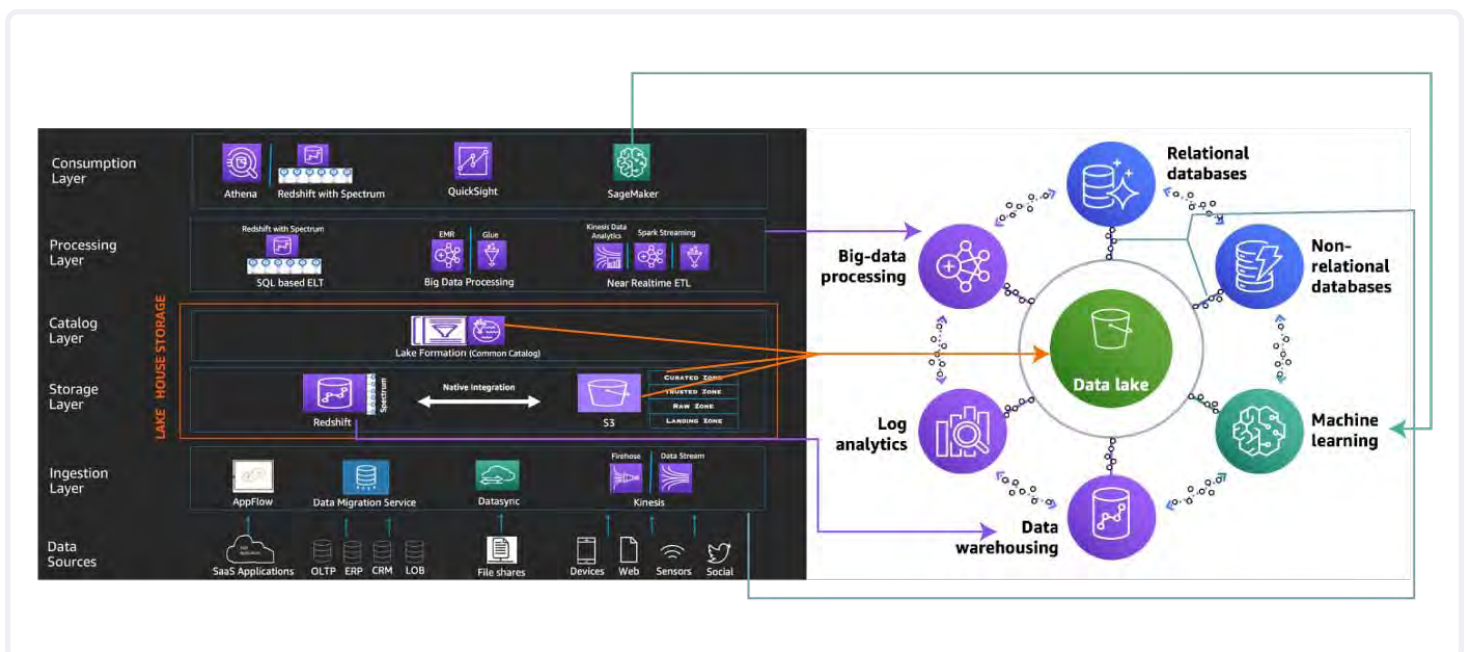 Consumption
Layer
Athena
Redshift with Spectrum
QuickSight
SageMaker
Processing
Layer
Redshift with Spectrum
SQL based ELT
EMR
Glue
Big Data Processing
Kinesis Data
Analytics
Spark Streaming
Near Realtime ETL
LAKE HOUSE STORAGE
Catalog
Layer
Lake Formation (Common Catalog)
Storage
Layer
Redshift
Spectrum
Native Integration
S3
CURATED ZONE
TRUSTED ZONE
RAW ZONE
LANDING ZONE
Ingestion
Layer
AppFlow
Data Migration Service
Datasync
Firehose
Data Stream
Kinesis
Data
Sources
SaaS Applications
OLTP
ERP
CRM
LOB
File shares
Devices
Web
Sensors
Social
Relational
databases
Non-
relational
databases
Big-data
processing
Data lake
Log
analytics
Machine
learning
Data
warehousing